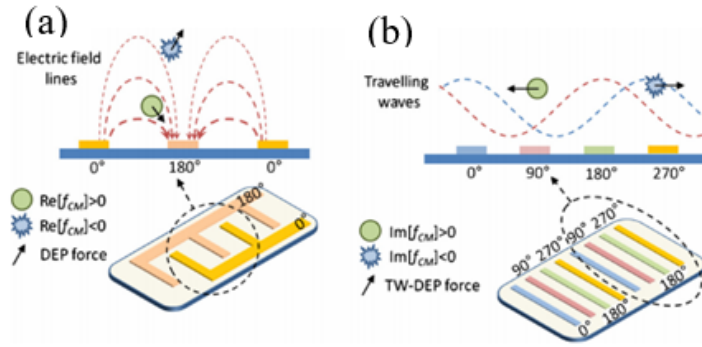 (a)
Electric field
lines
0° 180° 0°
Re[fCM]>0
Re[fCM]<0
DEP force
180°
0°
(b)
Travelling
waves
0° 90° 180° 270°
Im[fCM]>0
Im[fCM]<0
TW-DEP force
90° 270° 90° 270°
0° 180° 0° 180°